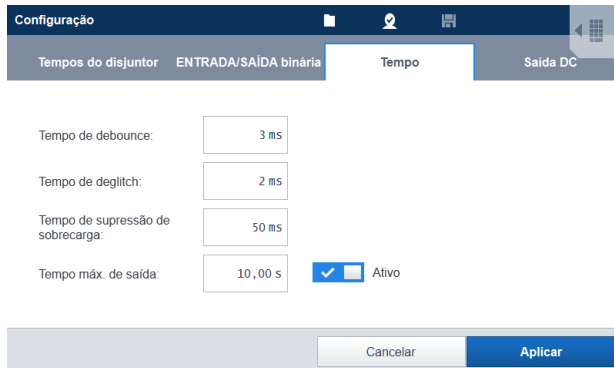 Configuração
Tempos do disjuntor
ENTRADA/SAÍDA binária
Tempo
Saída DC
Tempo de debounce:
3 ms
Tempo de deglitch:
2 ms
Tempo de supressão de
sobrecarga:
50 ms
Tempo máx. de saída:
10,00 s
Ativo
Cancelar
Aplicar